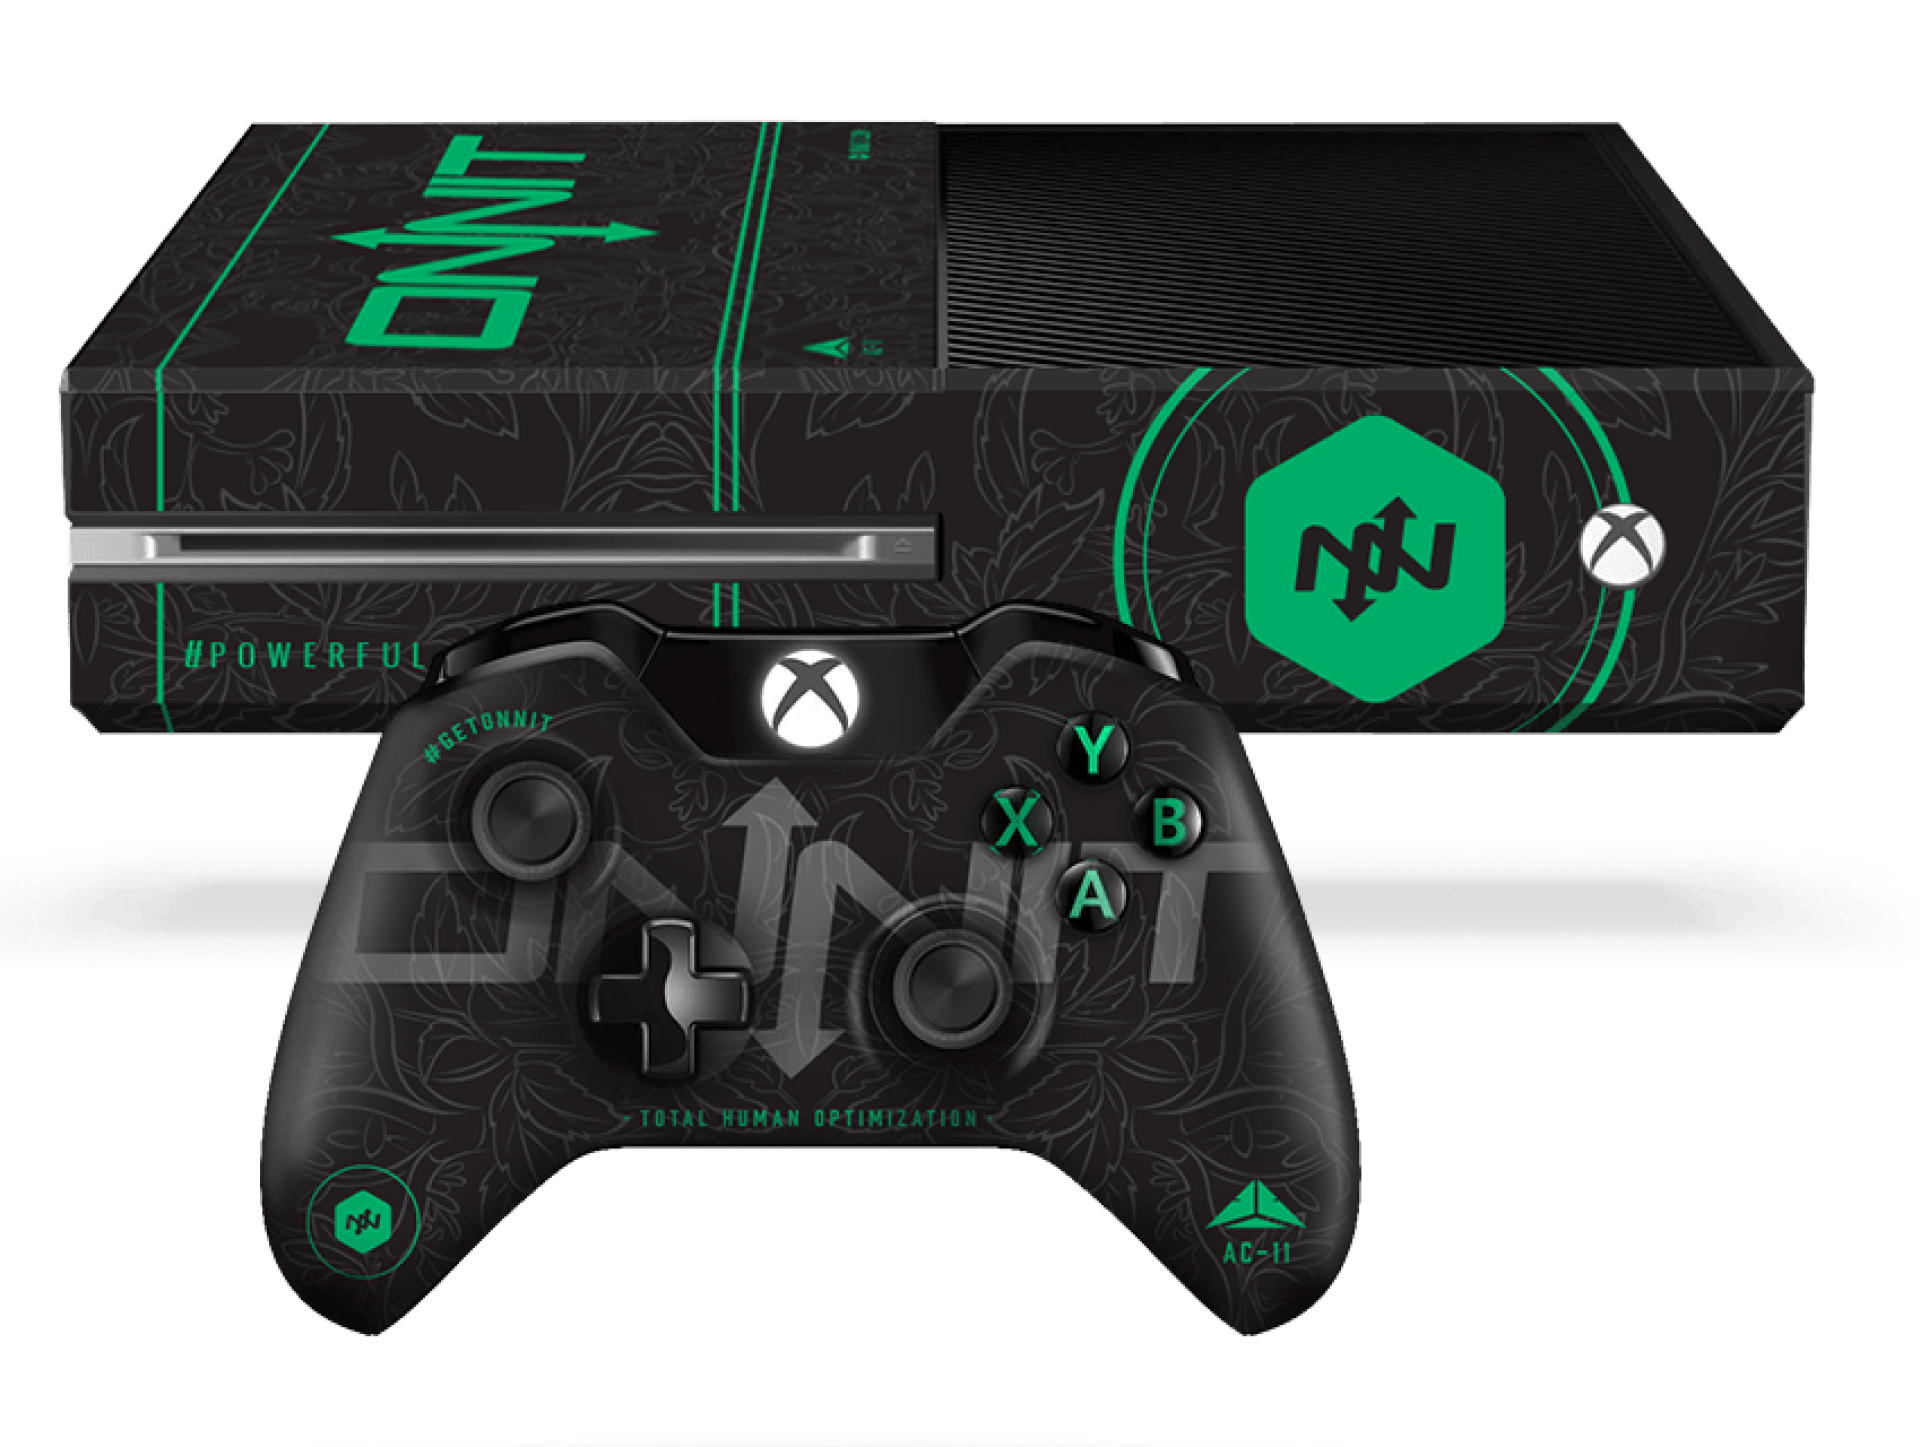 ONNIT
#POWERFUL
#GETONNIT
Y
X
B
A
ONNIT
- TOTAL HUMAN OPTIMIZATION -
AC-11